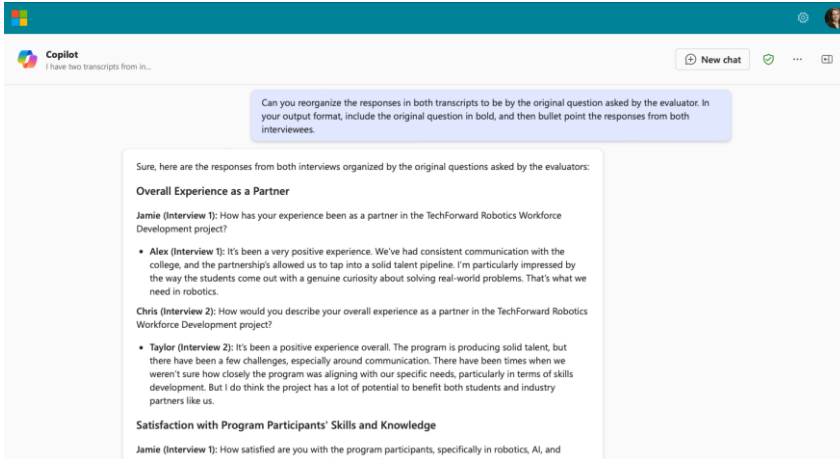 Copilot
I have two transcripts from in...
New chat
Can you reorganize the responses in both transcripts to be by the original question asked by the evaluator. In
your output format, include the original question in bold, and then bullet point the responses from both
interviewees.
Sure, here are the responses from both interviews organized by the original questions asked by the evaluators:
Overall Experience as a Partner
Jamie (Interview 1): How has your experience been as a partner in the TechForward Robotics Workforce
Development project?
• Alex (Interview 1): It's been a very positive experience. We've had consistent communication with the
college, and the partnership's allowed us to tap into a solid talent pipeline. I'm particularly impressed by
the way the students come out with a genuine curiosity about solving real-world problems. That's what we
need in robotics.
Chris (Interview 2): How would you describe your overall experience as a partner in the TechForward Robotics
Workforce Development project?
• Taylor (Interview 2): It's been a positive experience overall. The program is producing solid talent, but
there have been a few challenges, especially around communication. There have been times when we
weren't sure how closely the program was aligning with our specific needs, particularly in terms of skills
development. But I do think the project has a lot of potential to benefit both students and industry
partners like us.
Satisfaction with Program Participants' Skills and Knowledge
Jamie (Interview 1): How satisfied are you with the program participants, specifically in robotics, AI, and